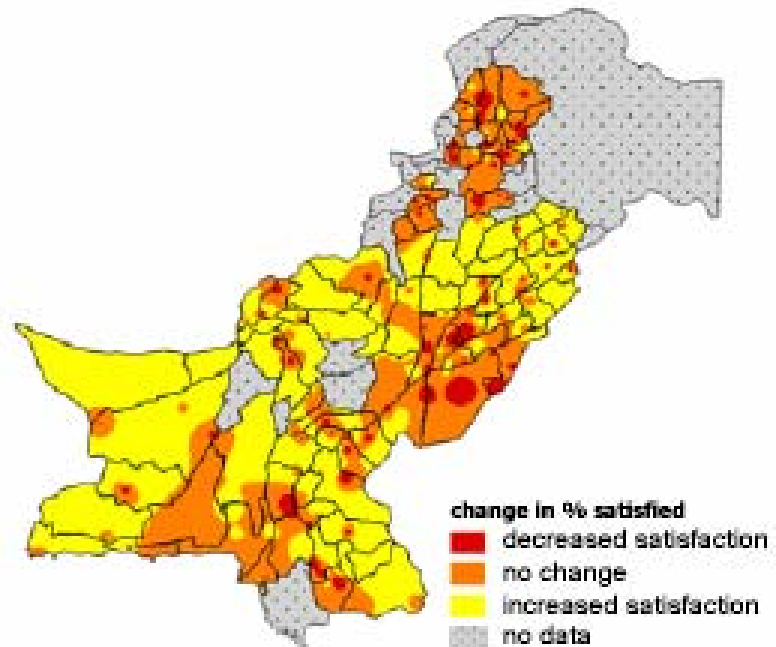 change in % satisfied
decreased satisfaction
no change
increased satisfaction
no data